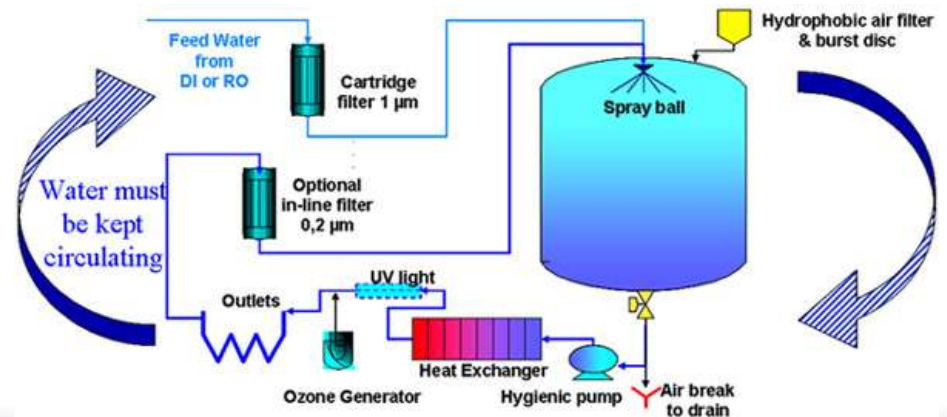 Feed Water
from
DI or RO
Cartridge
filter 1 µm
Hydrophobic air filter
& burst disc
Spray ball
Water must
be kept
circulating
Optional
in-line filter
0,2 µm
UV light
Outlets
Heat Exchanger
Ozone Generator
Hygienic pump
Air break
to drain